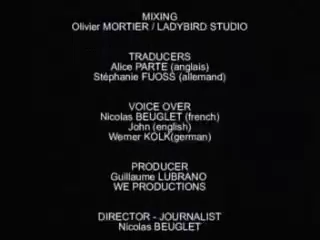 MIXING
Olivier MORTIER / LADYBIRD STUDIO
TRADUCERS
Alice PARTE (anglais)
Stéphanie FUOSS (allemand)
VOICE OVER
Nicolas BEUGLET (french)
John (english)
Werner KOLK(german)
PRODUCER
Guillaume LUBRANO
WE PRODUCTIONS
DIRECTOR - JOURNALIST
Nicolas BEUGLET